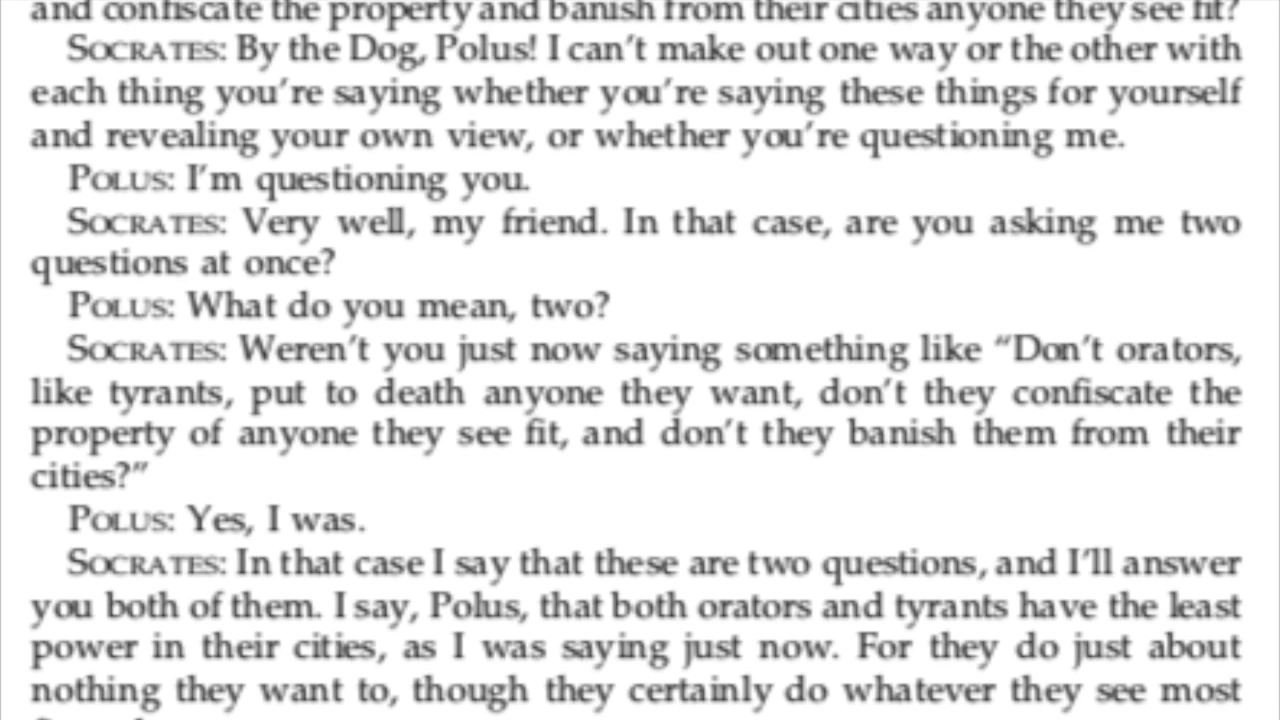 and confiscate the property and banish from their cities anyone they see fit?
SOCRATES: By the Dog, Polus! I can't make out one way or the other with
each thing you're saying whether you're saying these things for yourself
and revealing your own view, or whether you're questioning me.
POLUS: I'm questioning you.
SOCRATES: Very well, my friend. In that case, are you asking me two
questions at once?
POLUS: What do you mean, two?
SOCRATES: Weren't you just now saying something like “Don't orators,
like tyrants, put to death anyone they want, don't they confiscate the
property of anyone they see fit, and don't they banish them from their
cities?”
POLUS: Yes, I was.
SOCRATES: In that case I say that these are two questions, and I'll answer
you both of them. I say, Polus, that both orators and tyrants have the least
power in their cities, as I was saying just now. For they do just about
nothing they want to, though they certainly do whatever they see most